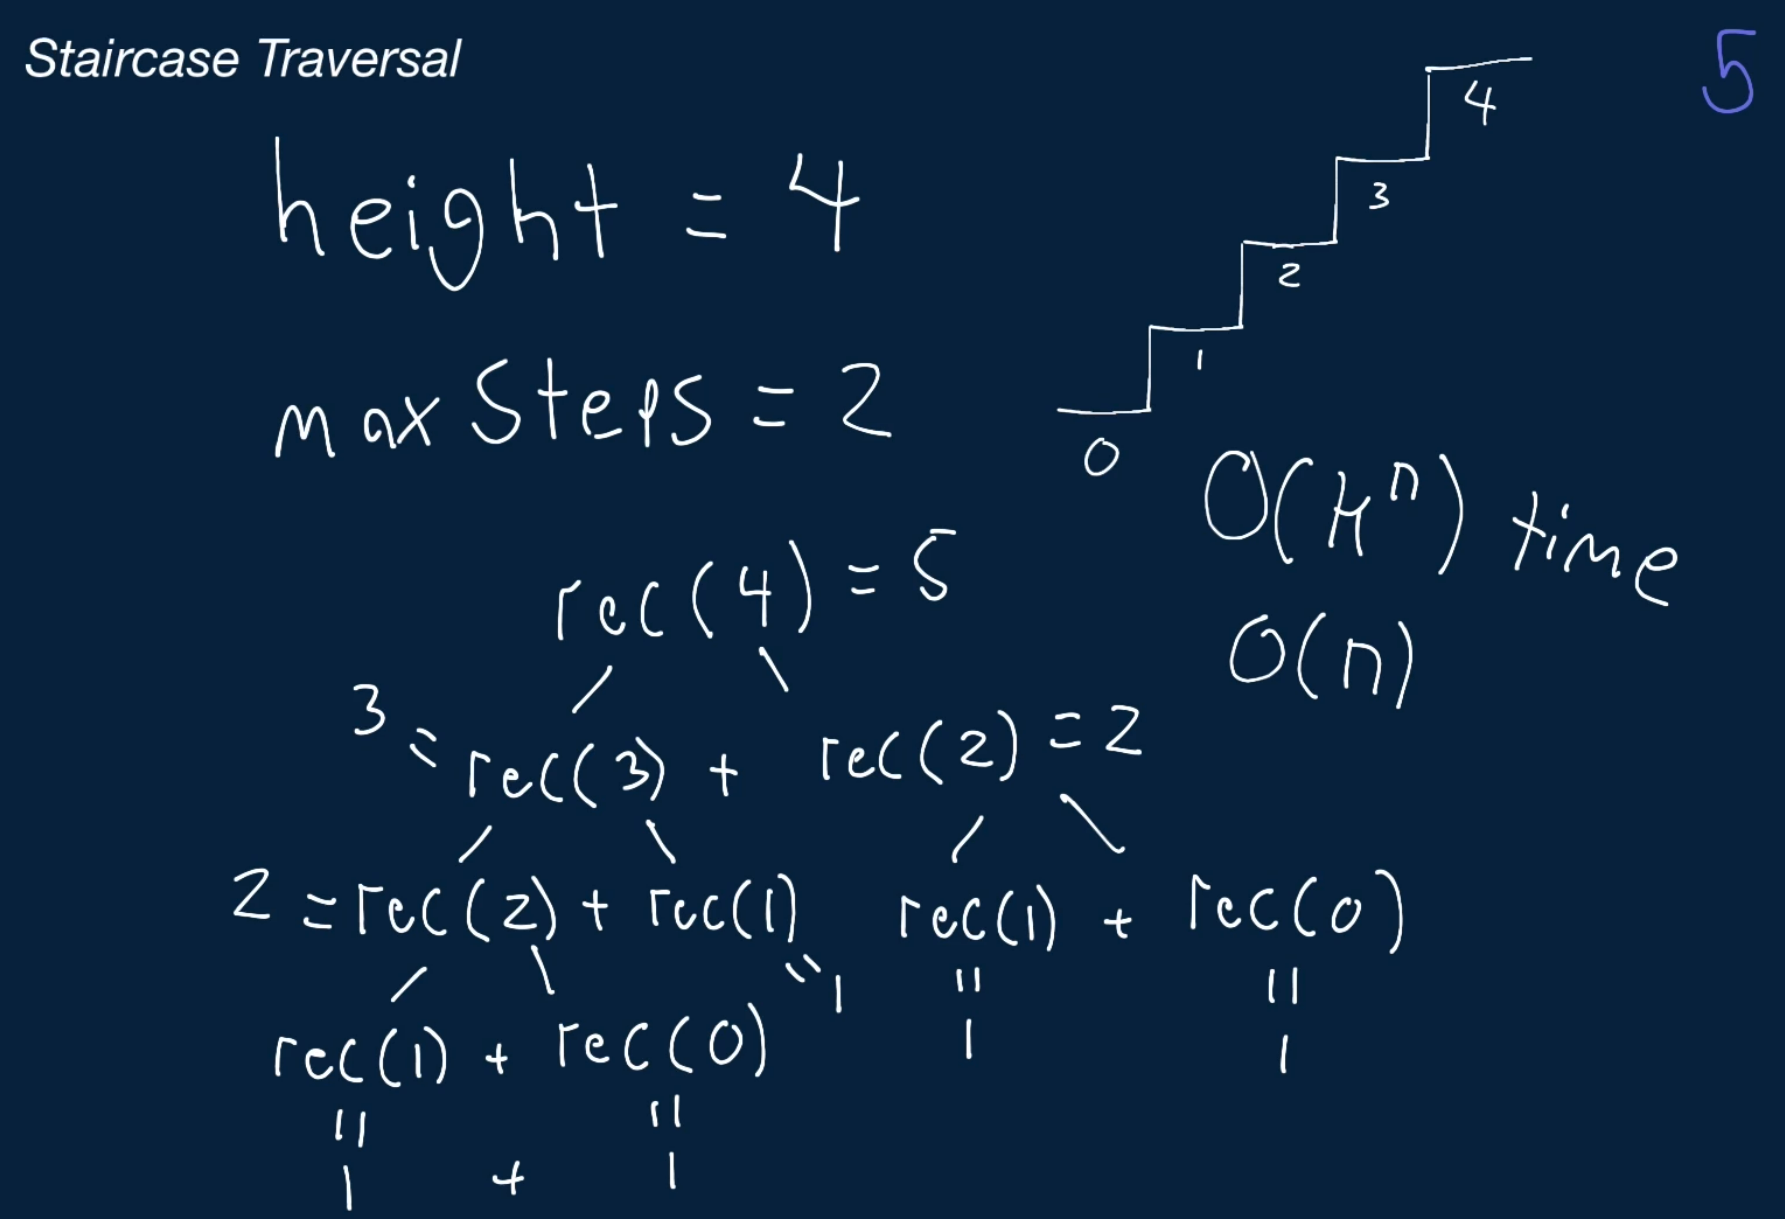 Staircase Traversal
5
height = 4
4
3
2
1
0
maxSteps = 2
O(k^n) time
O(n)
rec(4) = 5
3 = rec(3) + rec(2) = 2
2 = rec(2) + rec(1) rec(1) + rec(0)
= 1 = 1 = 1
rec(1) + rec(0)
= =
1 + 1